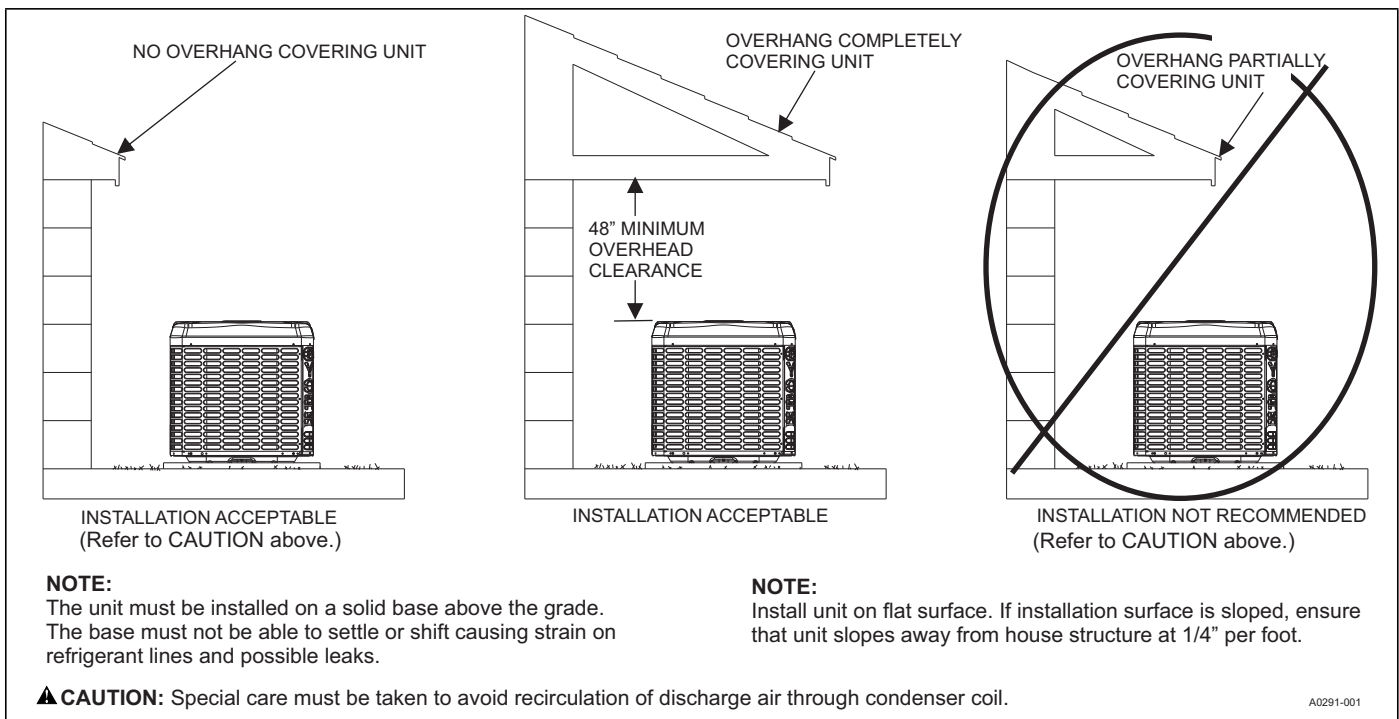 NO OVERHANG COVERING UNIT
OVERHANG COMPLETELY
COVERING UNIT
OVERHANG PARTIALLY
COVERING UNIT
48” MINIMUM
OVERHEAD
CLEARANCE
INSTALLATION ACCEPTABLE
(Refer to CAUTION above.)
INSTALLATION ACCEPTABLE
INSTALLATION NOT RECOMMENDED
(Refer to CAUTION above.)
NOTE:
The unit must be installed on a solid base above the grade.
The base must not be able to settle or shift causing strain on
refrigerant lines and possible leaks.
NOTE:
Install unit on flat surface. If installation surface is sloped, ensure
that unit slopes away from house structure at 1/4” per foot.
CAUTION: Special care must be taken to avoid recirculation of discharge air through condenser coil.
A0291-001